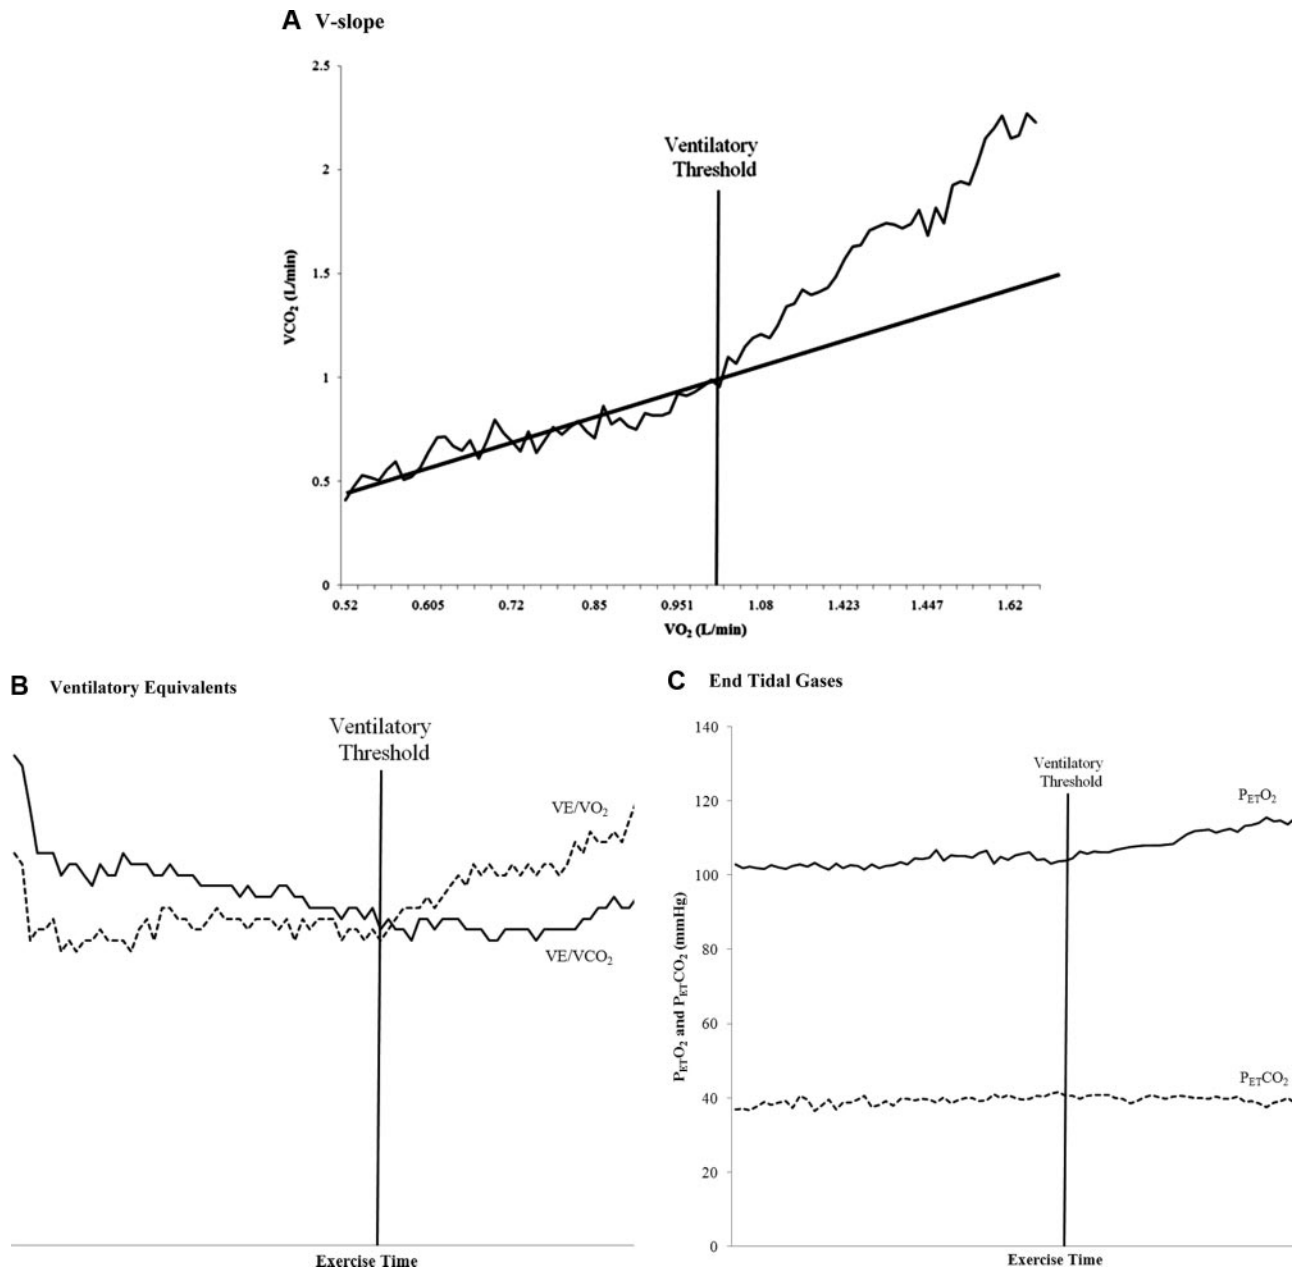 A V-slope
2.5
2
1.5
1
0.5
0
VCO₂ (L/min)
Ventilatory
Threshold
0.52 0.605 0.72 0.85 0.951 1.08 1.423 1.447 1.62
VO₂ (L/min)
B Ventilatory Equivalents
Ventilatory
Threshold
VE/VO₂
VE/VCO₂
Exercise Time
C End Tidal Gases
140
120
100
80
60
40
20
0
PETO₂ and PETCO₂ (mmHg)
Ventilatory
Threshold
PETO₂
PETCO₂
Exercise Time